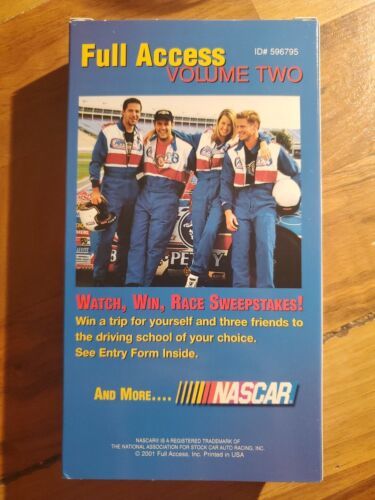 Full Access
ID# 596795
VOLUME TWO
PETTY
WATCH, WIN, RACE SWEEPSTAKES!
Win a trip for yourself and three friends to
the driving school of your choice.
See Entry Form Inside.
AND MORE....
NASCAR
NASCAR® IS A REGISTERED TRADEMARK OF
THE NATIONAL ASSOCIATION FOR STOCK CAR AUTO RACING, INC.
© 2001 Full Access, Inc. Printed in USA